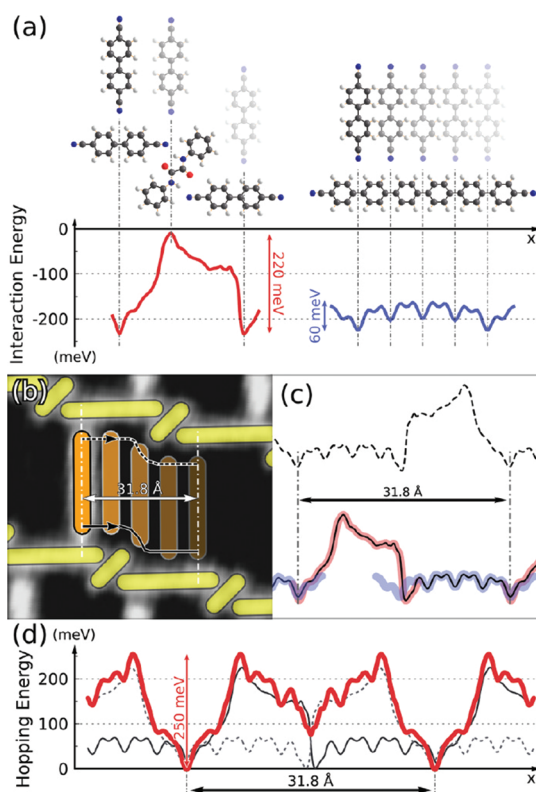 (a)
Interaction Energy
0
-100
-200
(meV)
220 meV
60 meV
x
(b)
31.8 Å
(c)
31.8 Å
(d)
(meV)
Hopping Energy
200
100
0
250 meV
x
31.8 Å